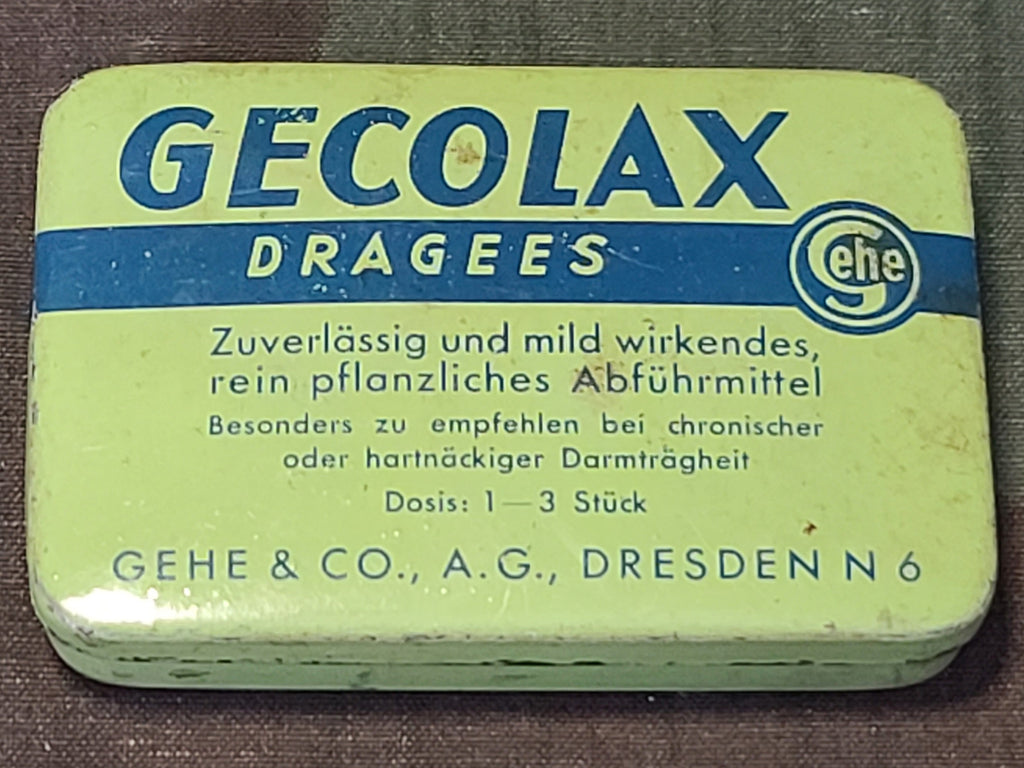 GECOLAX
DRAGEES
Gehe
Zuverlässig und mild wirkendes,
rein pflanzliches Abführmittel
Besonders zu empfehlen bei chronischer
oder hartnäckiger Darmträgheit
Dosis: 1 — 3 Stück
GEHE & CO., A.G., DRESDEN N 6